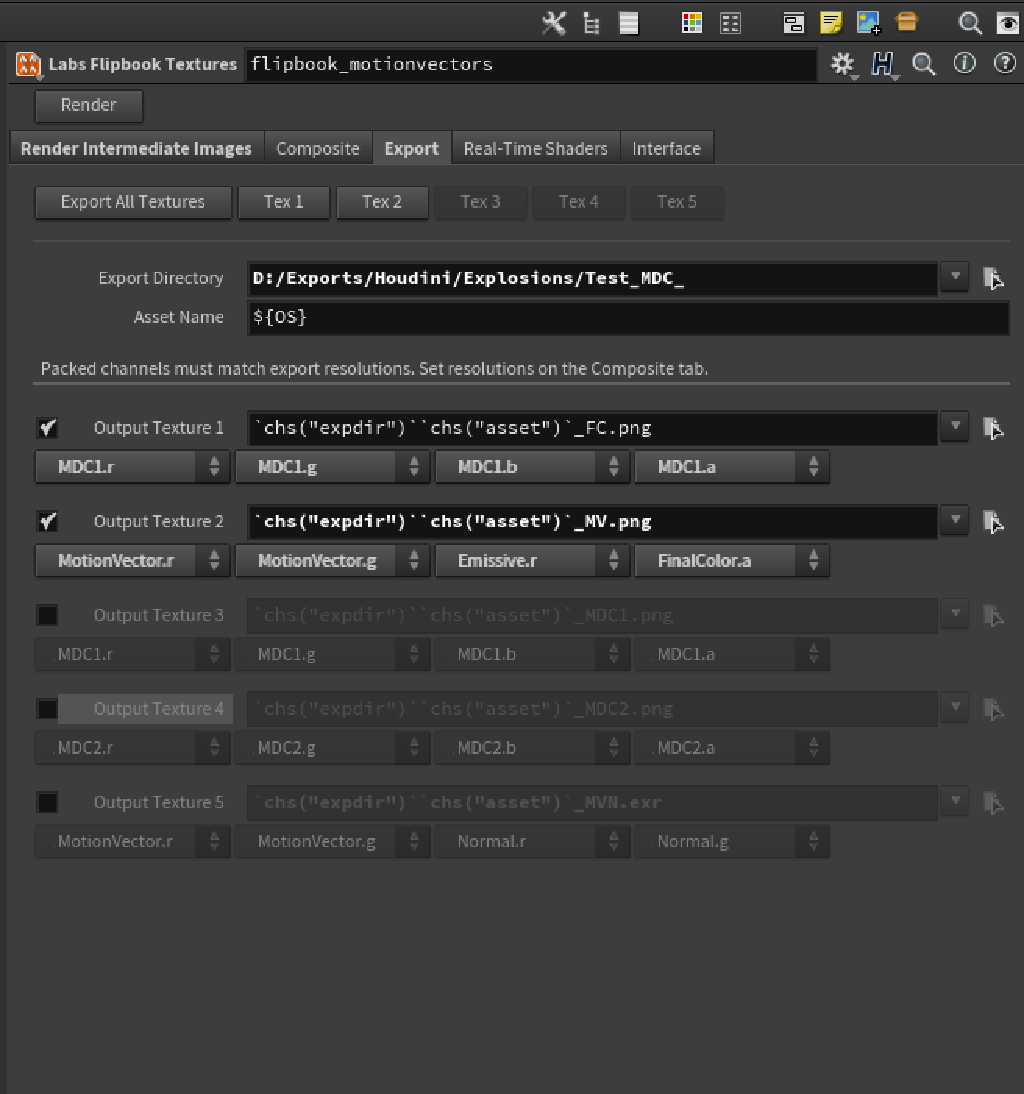 Labs Flipbook Textures flipbook_motionvectors
Render
Render Intermediate Images Composite Export Real-Time Shaders Interface
Export All Textures Tex 1 Tex 2 Tex 3 Tex 4 Tex 5
Export Directory D:/Exports/Houdini/Explosions/Test_MDC_
Asset Name ${OS}
Packed channels must match export resolutions. Set resolutions on the Composite tab.
Output Texture 1 `chs("expdir")``chs("asset")`_FC.png
MDC1.r MDC1.g MDC1.b MDC1.a
Output Texture 2 `chs("expdir")``chs("asset")`_MV.png
MotionVector.r MotionVector.g Emissive.r FinalColor.a
Output Texture 3 `chs("expdir")``chs("asset")`_MDC1.png
MDC1.r MDC1.g MDC1.b MDC1.a
Output Texture 4 `chs("expdir")``chs("asset")`_MDC2.png
MDC2.r MDC2.g MDC2.b MDC2.a
Output Texture 5 `chs("expdir")``chs("asset")`_MVN.exr
MotionVector.r MotionVector.g Normal.r Normal.g